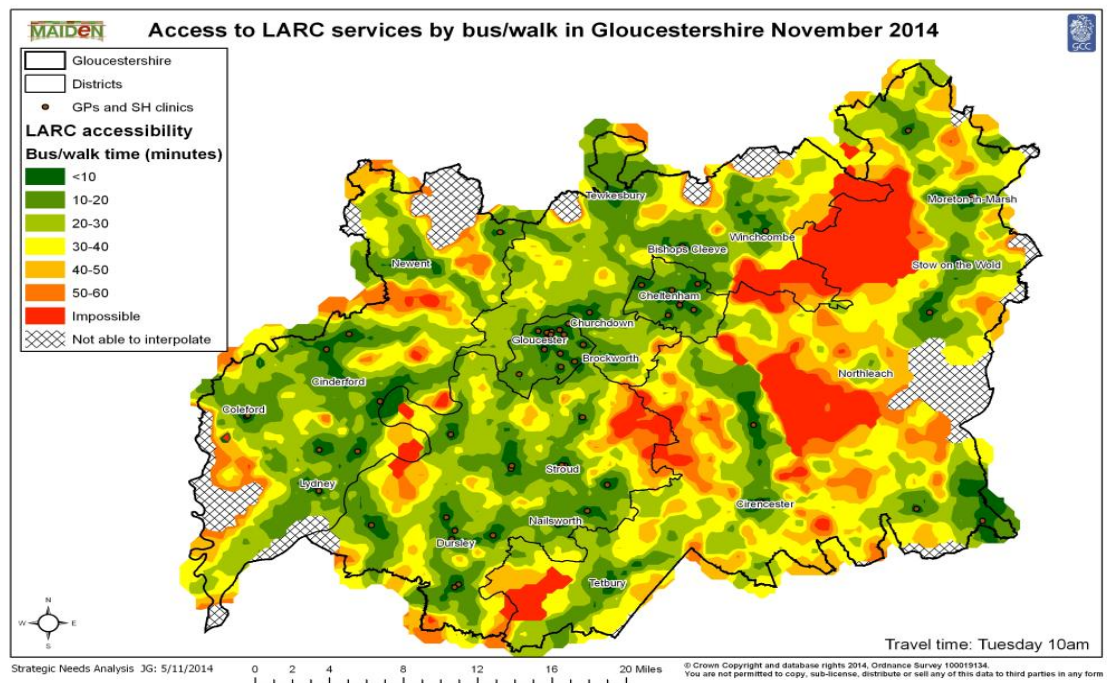 MAIDEN
Access to LARC services by bus/walk in Gloucestershire November 2014
GCC
Gloucestershire
Districts
GPs and SH clinics
LARC accessibility
Bus/walk time (minutes)
<10
10-20
20-30
30-40
40-50
50-60
Impossible
Not able to interpolate
Tewkesbury
Moreton-in-Marsh
Winchcombe
Bishops Cleeve
Newent
Stow on the Wold
Cheltenham
Churchdown
Gloucester
Brockworth
Northleach
Cinderford
Coleford
Stroud
Lydney
Cirencester
Nailsworth
Dursley
Tetbury
N
W E
S
Travel time: Tuesday 10am
Strategic Needs Analysis JG: 5/11/2014
0 2 4 8 12 16 20 Miles
© Crown Copyright and database rights 2014, Ordnance Survey 100019134.
You are not permitted to copy, sub-license, distribute or sell any of this data to third parties in any form